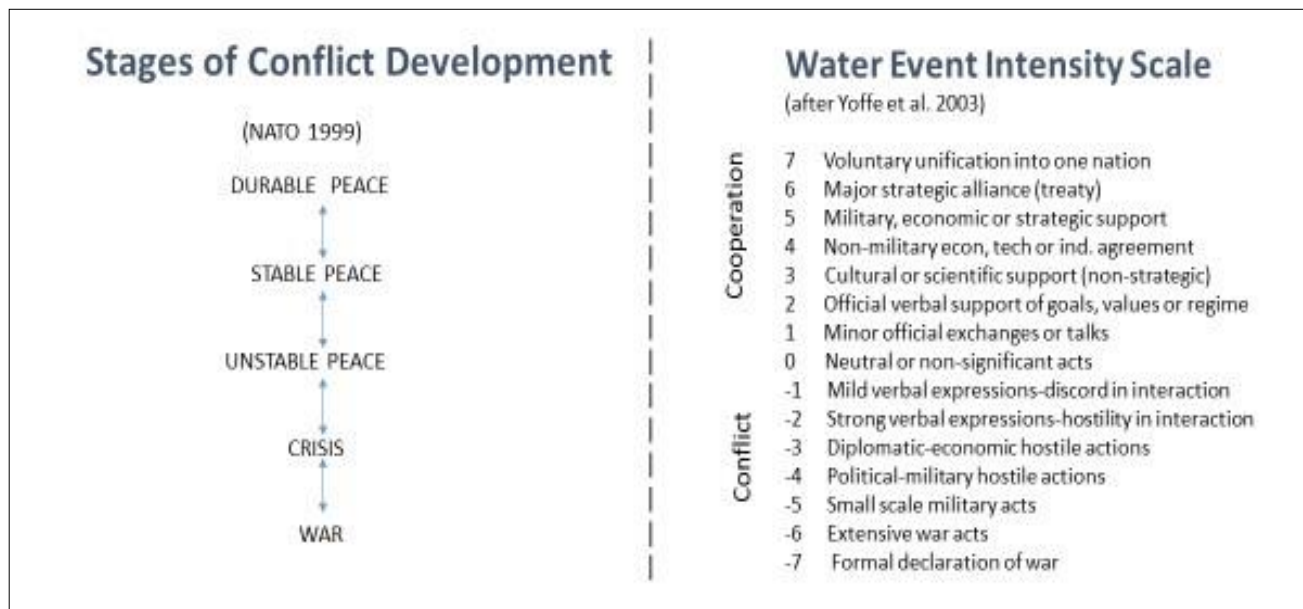 Stages of Conflict Development
(NATO 1999)
DURABLE PEACE
STABLE PEACE
UNSTABLE PEACE
CRISIS
WAR
Water Event Intensity Scale
(after Yoffe et al. 2003)
Cooperation
7 Voluntary unification into one nation
6 Major strategic alliance (treaty)
5 Military, economic or strategic support
4 Non-military econ, tech or ind. agreement
3 Cultural or scientific support (non-strategic)
2 Official verbal support of goals, values or regime
1 Minor official exchanges or talks
0 Neutral or non-significant acts
Conflict
-1 Mild verbal expressions-discord in interaction
-2 Strong verbal expressions-hostility in interaction
-3 Diplomatic-economic hostile actions
-4 Political-military hostile actions
-5 Small scale military acts
-6 Extensive war acts
-7 Formal declaration of war